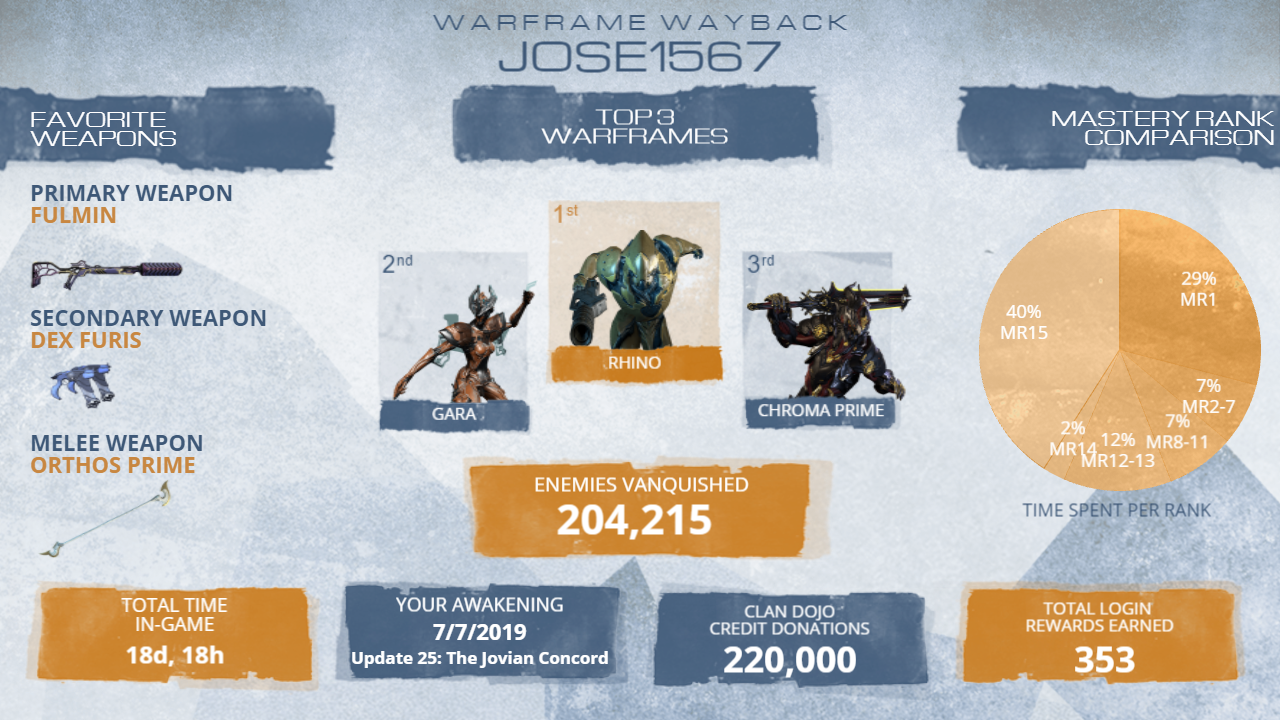 WARFRAME WAYBACK
JOSE1567
FAVORITE
WEAPONS
PRIMARY WEAPON
FULMIN
SECONDARY WEAPON
DEX FURIS
MELEE WEAPON
ORTHOS PRIME
TOP 3
WARFRAMES
1st
RHINO
2nd
GARA
3rd
CHROMA PRIME
ENEMIES VANQUISHED
204,215
MASTERY RANK
COMPARISON
29%
MR1
7%
MR2-7
7%
MR8-11
12%
MR12-13
2%
MR14
40%
MR15
TIME SPENT PER RANK
TOTAL TIME
IN-GAME
18d, 18h
YOUR AWAKENING
7/7/2019
Update 25: The Jovian Concord
CLAN DOJO
CREDIT DONATIONS
220,000
TOTAL LOGIN
REWARDS EARNED
353